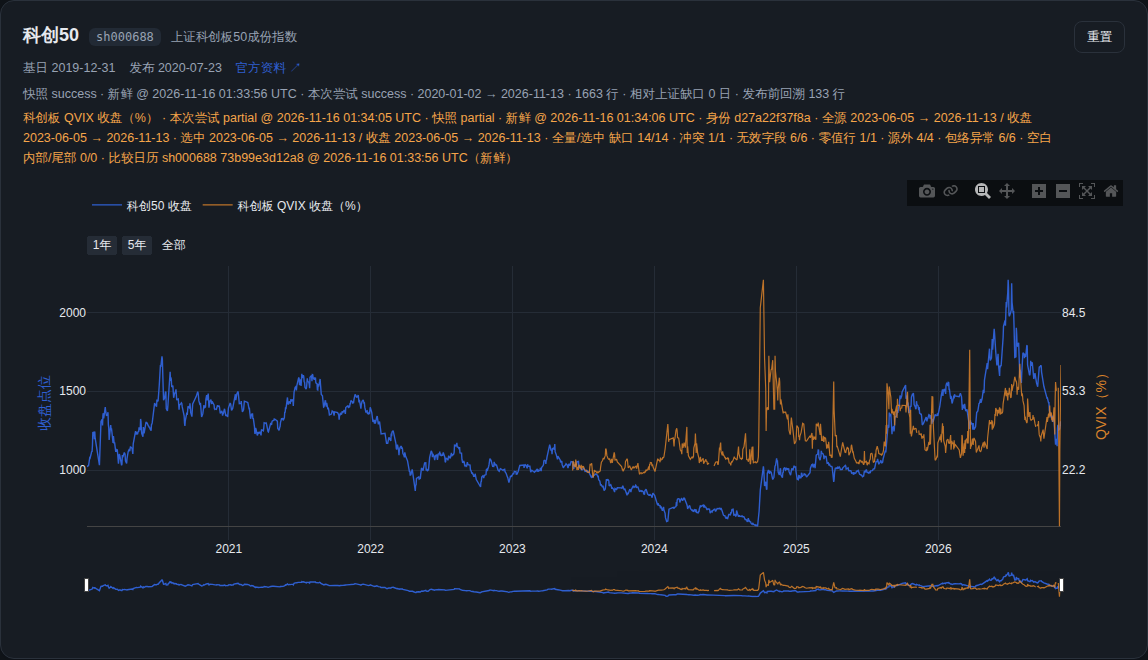 科创50 sh000688 上证科创板50成份指数 重置
基日 2019-12-31 发布 2020-07-23 官方资料 ↗
快照 success · 新鲜 @ 2026-11-16 01:33:56 UTC · 本次尝试 success · 2020-01-02 → 2026-11-13 · 1663 行 · 相对上证缺口 0 日 · 发布前回溯 133 行
科创板 QVIX 收盘（%） · 本次尝试 partial @ 2026-11-16 01:34:05 UTC · 快照 partial · 新鲜 @ 2026-11-16 01:34:06 UTC · 身份 d27a22f37f8a · 全源 2023-06-05 → 2026-11-13 / 收盘
2023-06-05 → 2026-11-13 · 选中 2023-06-05 → 2026-11-13 / 收盘 2023-06-05 → 2026-11-13 · 全量/选中 缺口 14/14 · 冲突 1/1 · 无效字段 6/6 · 零值行 1/1 · 源外 4/4 · 包络异常 6/6 · 空白
内部/尾部 0/0 · 比较日历 sh000688 73b99e3d12a8 @ 2026-11-16 01:33:56 UTC（新鲜）
科创50 收盘 科创板 QVIX 收盘（%）
1年 5年 全部
2000 84.5
1500 53.3
1000 22.2
收盘点位
QVIX（%）
2021 2022 2023 2024 2025 2026